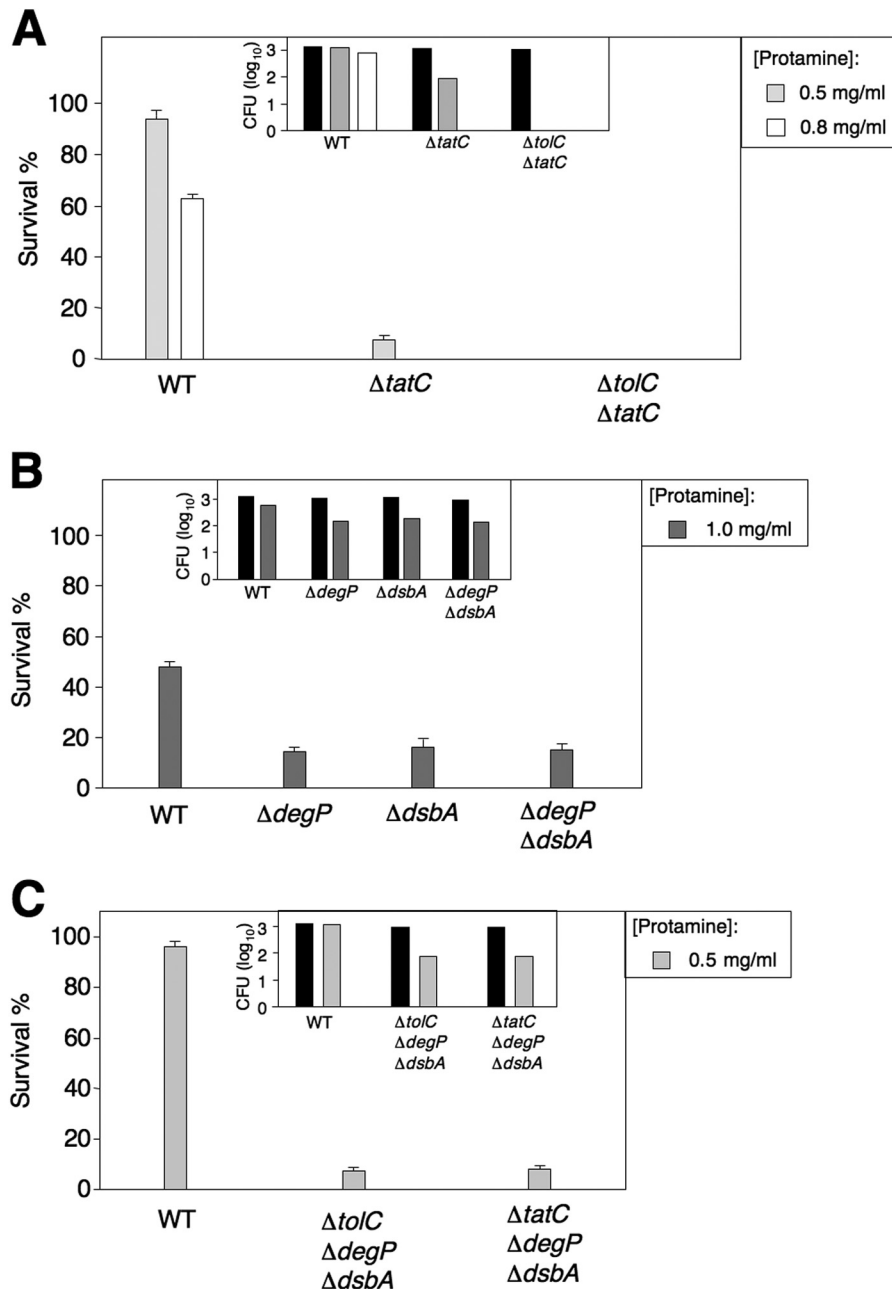 A
Survival %
100
80
60
40
20
0
CFU (log10)
3
2
1
0
WT
ΔtatC
ΔtolC
ΔtatC
[Protamine]:
0.5 mg/ml
0.8 mg/ml
WT
ΔtatC
ΔtolC
ΔtatC
B
Survival %
100
80
60
40
20
0
CFU (log10)
3
2
1
0
WT
ΔdegP
ΔdsbA
ΔdegP
ΔdsbA
[Protamine]:
1.0 mg/ml
WT
ΔdegP
ΔdsbA
ΔdegP
ΔdsbA
C
Survival %
100
80
60
40
20
0
CFU (log10)
3
2
1
0
WT
ΔtolC
ΔdegP
ΔdsbA
ΔtatC
ΔdegP
ΔdsbA
[Protamine]:
0.5 mg/ml
WT
ΔtolC
ΔdegP
ΔdsbA
ΔtatC
ΔdegP
ΔdsbA